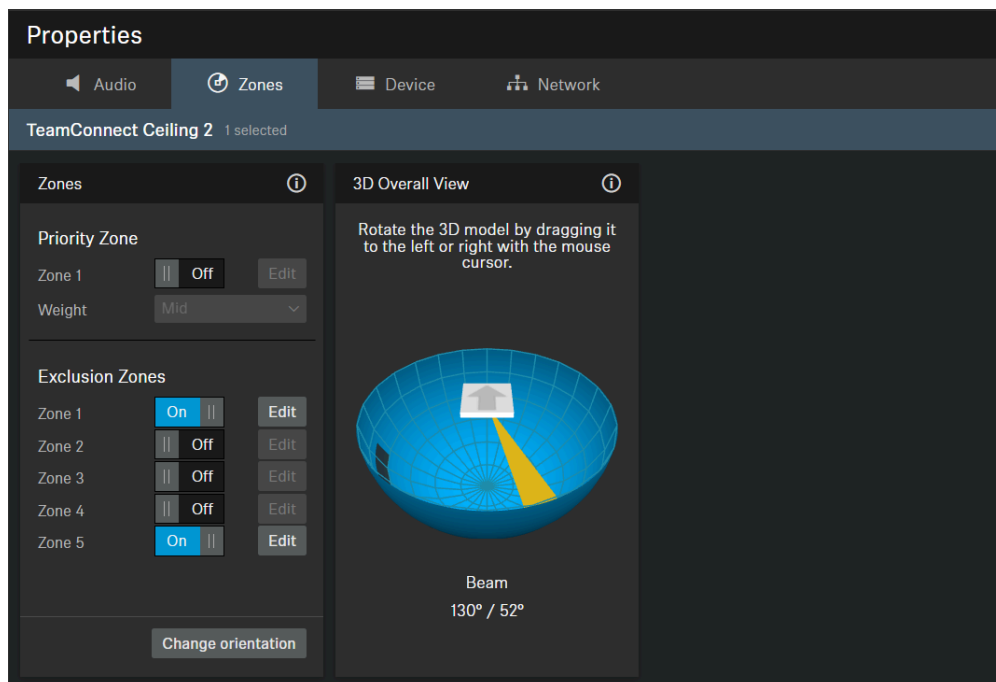 Properties
Audio
Zones
Device
Network
TeamConnect Ceiling 2 1 selected
Zones
Priority Zone
Zone 1 Off Edit
Weight Mid
Exclusion Zones
Zone 1 On Edit
Zone 2 Off Edit
Zone 3 Off Edit
Zone 4 Off Edit
Zone 5 On Edit
Change orientation
3D Overall View
Rotate the 3D model by dragging it
to the left or right with the mouse
cursor.
Beam
130º / 52º